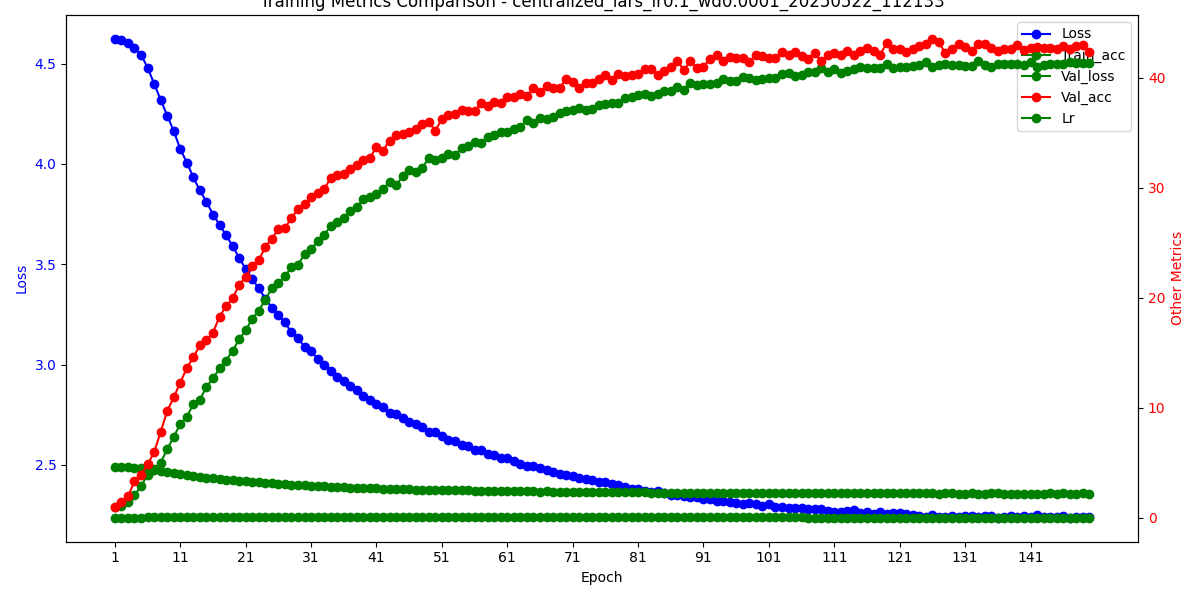 Training Metrics Comparison - centralized_lars_lr0.1_wd0.0001_20250522_112133
Loss
Train_acc
Val_loss
Val_acc
Lr
4.5
4.0
3.5
3.0
2.5
Loss
40
30
20
10
0
Other Metrics
1 11 21 31 41 51 61 71 81 91 101 111 121 131 141
Epoch